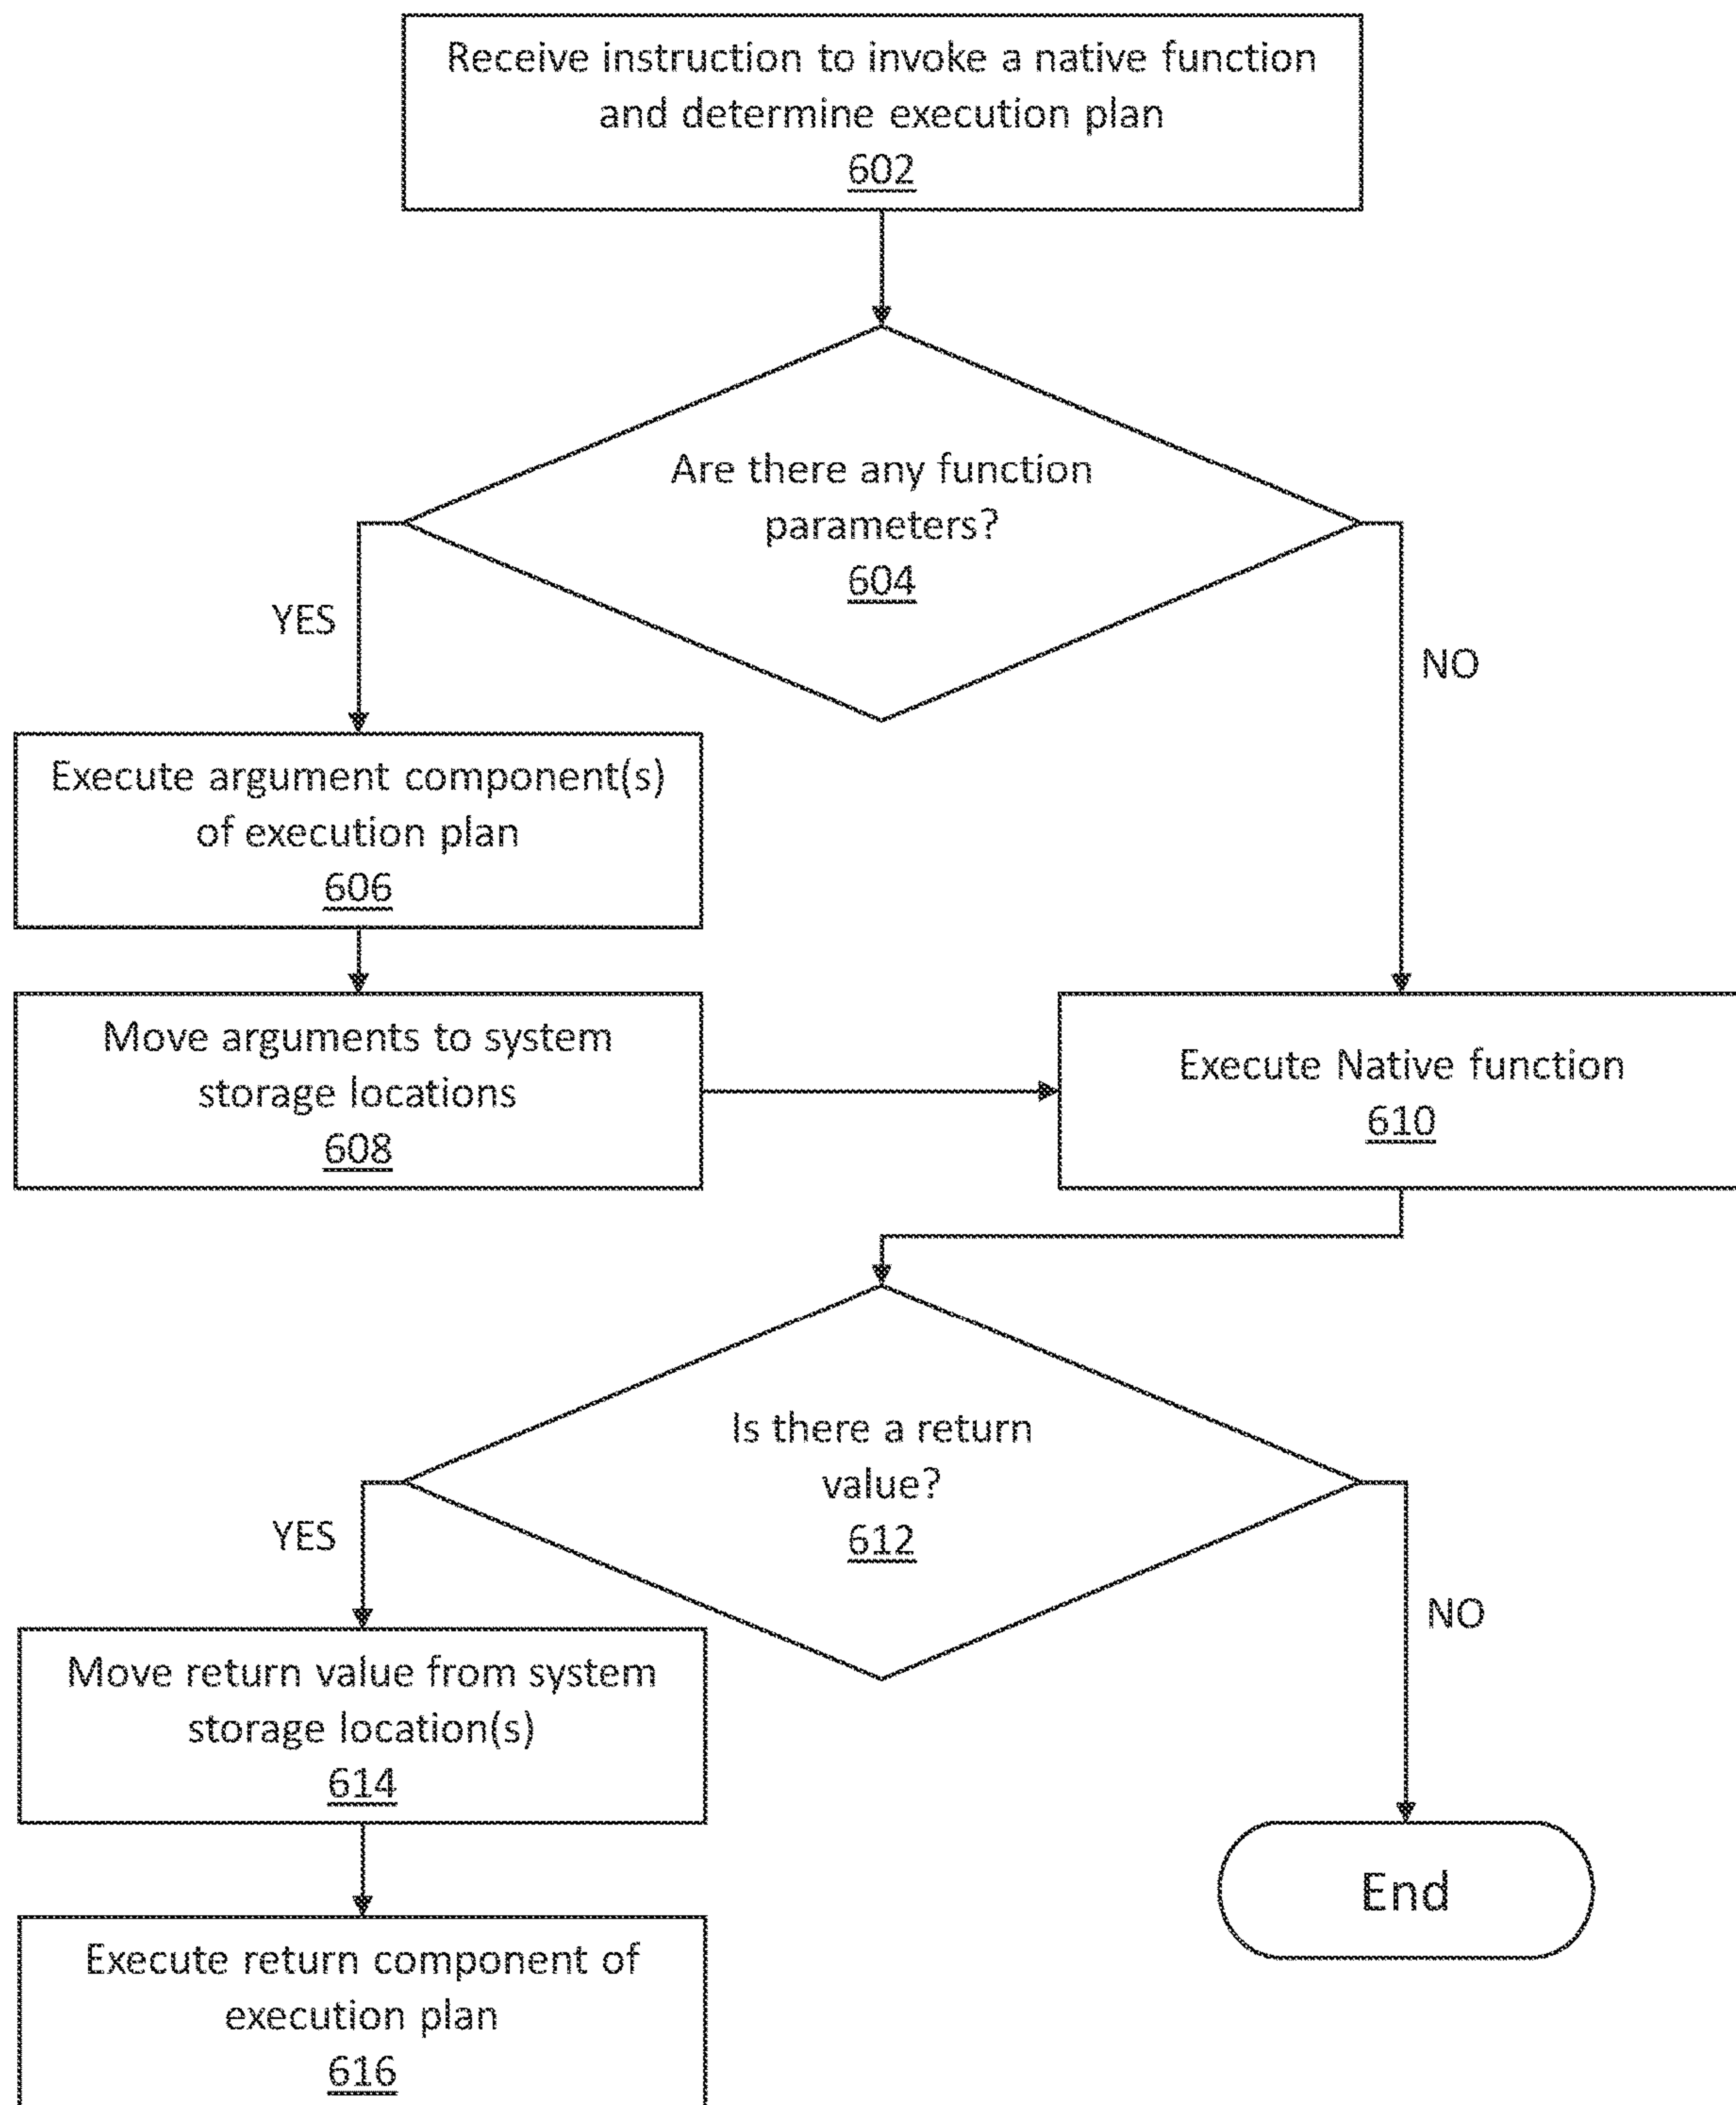 Receive instruction to invoke a native function
and determine execution plan
602
Are there any function
parameters?
604
YES
NO
Execute argument component(s)
of execution plan
606
Move arguments to system
storage locations
608
Execute Native function
610
Is there a return
value?
612
YES
NO
Move return value from system
storage location(s)
614
End
Execute return component of
execution plan
616